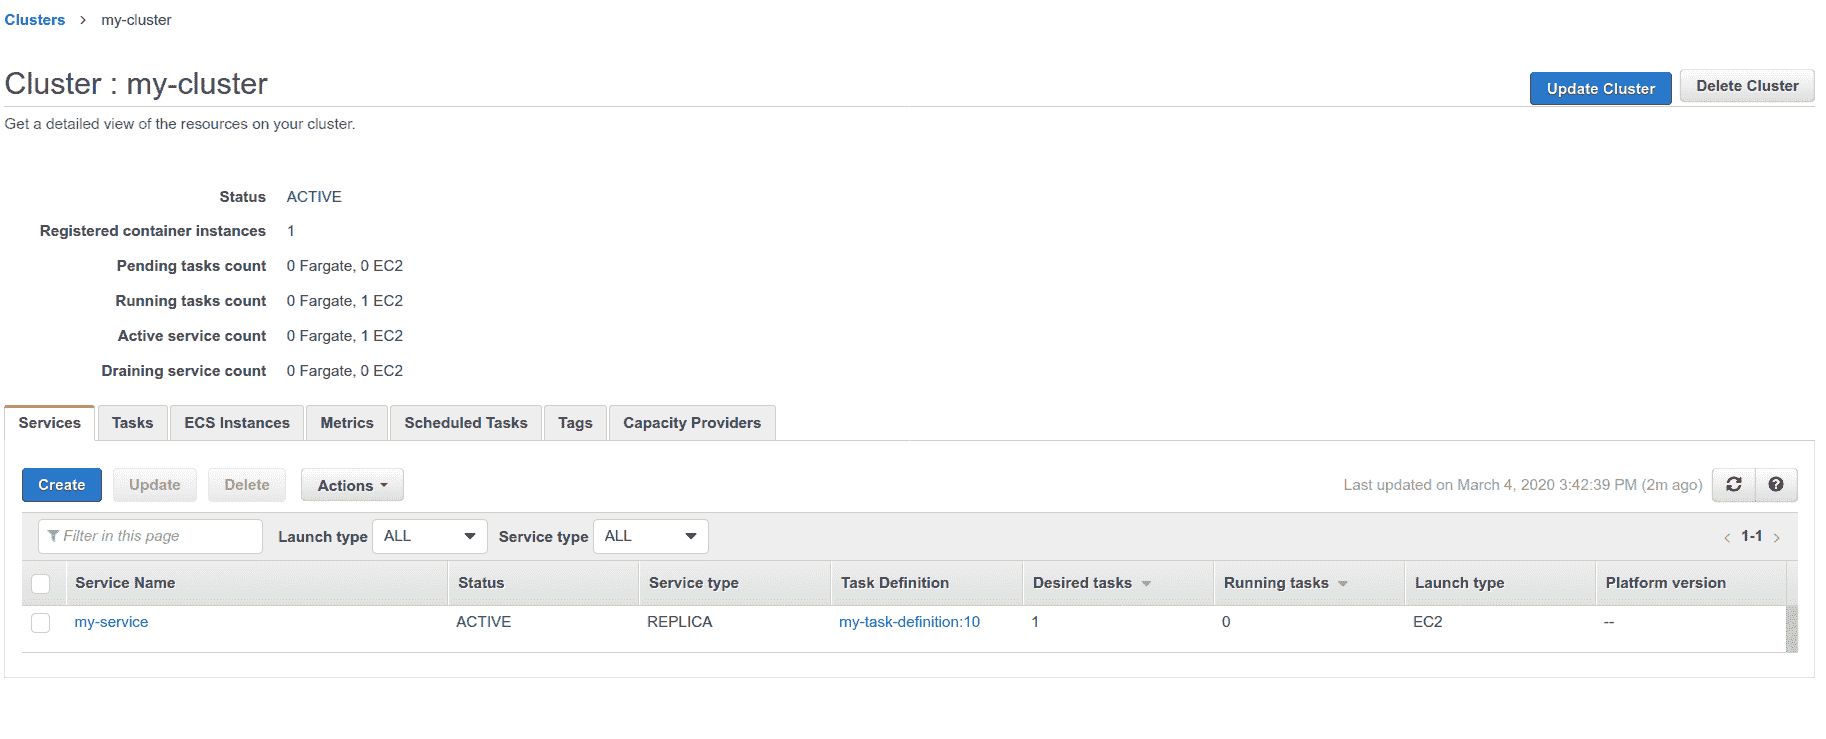 Clusters > my-cluster
Cluster : my-cluster
Update Cluster
Delete Cluster
Get a detailed view of the resources on your cluster.
Status ACTIVE
Registered container instances 1
Pending tasks count 0 Fargate, 0 EC2
Running tasks count 0 Fargate, 1 EC2
Active service count 0 Fargate, 1 EC2
Draining service count 0 Fargate, 0 EC2
Services Tasks ECS Instances Metrics Scheduled Tasks Tags Capacity Providers
Create Update Delete Actions Last updated on March 4, 2020 3:42:39 PM (2m ago)
Filter in this page Launch type ALL Service type ALL < 1-1 >
Service Name Status Service type Task Definition Desired tasks Running tasks Launch type Platform version
my-service ACTIVE REPLICA my-task-definition:10 1 0 EC2 --